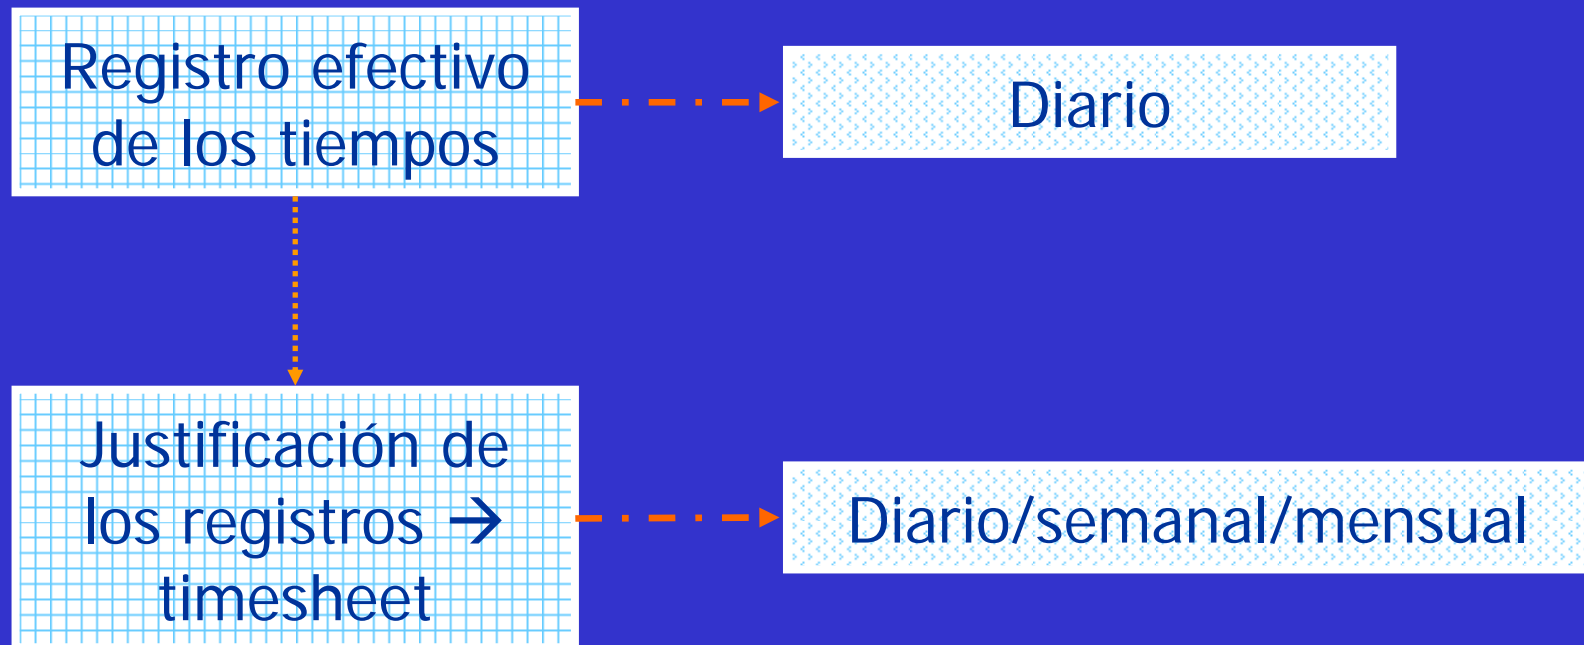 Registro efectivo
de los tiempos
Diario
Justificación de
los registros →
timesheet
Diario/semanal/mensual